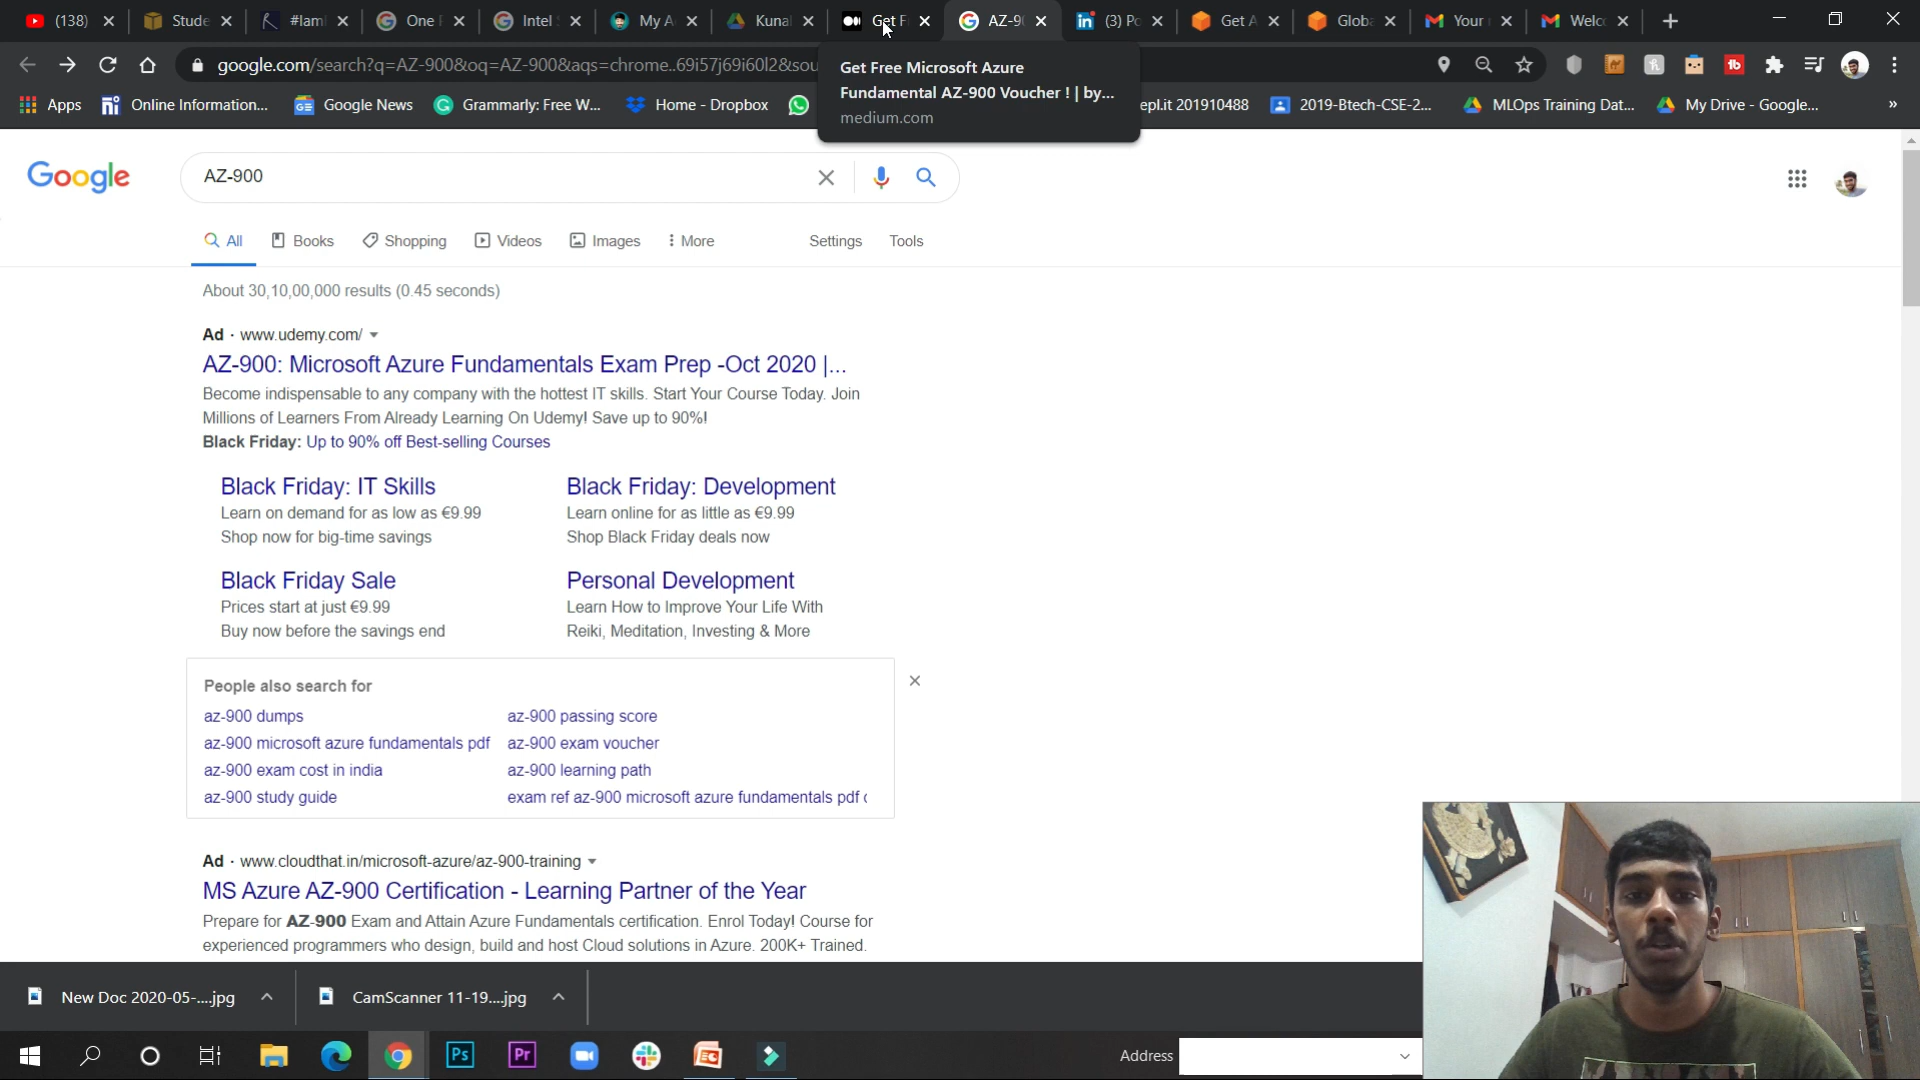 (138)
Stude
#laml
One
Intel
My A
Kunal
Get F
AZ-9
(3) Po
Get A
Globa
Your
Welc
google.com/search?q=AZ-900&oq=AZ-900&aqs=chrome..69i57j69i60l2&sou
Get Free Microsoft Azure
Fundamental AZ-900 Voucher ! | by...
medium.com
Apps
Online Information...
Google News
Grammarly: Free W...
Home - Dropbox
epl.it 201910488
2019-Btech-CSE-2...
MLOps Training Dat...
My Drive - Google...
»
Google
AZ-900
All
Books
Shopping
Videos
Images
More
Settings
Tools
About 30,10,00,000 results (0.45 seconds)
Ad · www.udemy.com/
AZ-900: Microsoft Azure Fundamentals Exam Prep -Oct 2020 |...
Become indispensable to any company with the hottest IT skills. Start Your Course Today. Join
Millions of Learners From Already Learning On Udemy! Save up to 90%!
Black Friday: Up to 90% off Best-selling Courses
Black Friday: IT Skills
Learn on demand for as low as €9.99
Shop now for big-time savings
Black Friday: Development
Learn online for as little as €9.99
Shop Black Friday deals now
Black Friday Sale
Prices start at just €9.99
Buy now before the savings end
Personal Development
Learn How to Improve Your Life With
Reiki, Meditation, Investing & More
People also search for
az-900 dumps
az-900 passing score
az-900 microsoft azure fundamentals pdf
az-900 exam voucher
az-900 exam cost in india
az-900 learning path
az-900 study guide
exam ref az-900 microsoft azure fundamentals pdf
Ad · www.cloudthat.in/microsoft-azure/az-900-training
MS Azure AZ-900 Certification - Learning Partner of the Year
Prepare for AZ-900 Exam and Attain Azure Fundamentals certification. Enrol Today! Course for
experienced programmers who design, build and host Cloud solutions in Azure. 200K+ Trained.
New Doc 2020-05-....jpg
CamScanner 11-19....jpg
Ps
Pr
Address